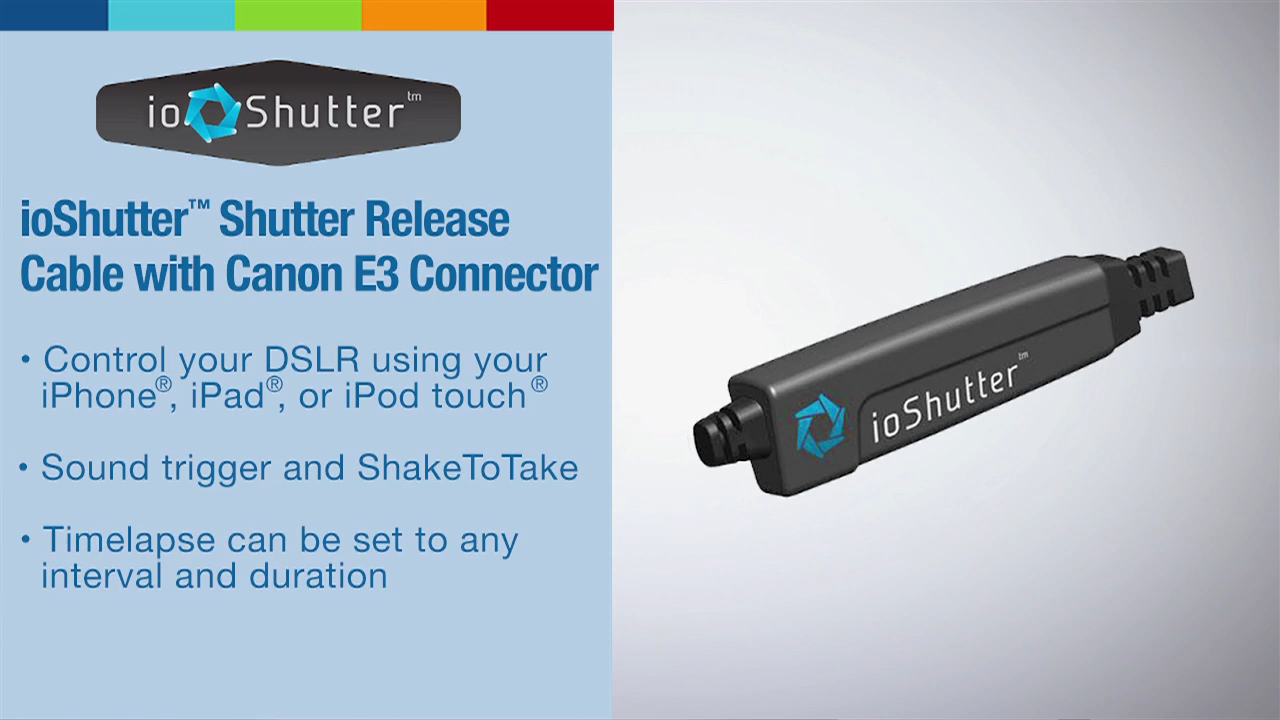 ioShutter™
ioShutter™ Shutter Release
Cable with Canon E3 Connector
• Control your DSLR using your
iPhone®, iPad®, or iPod touch®
• Sound trigger and ShakeToTake
• Timelapse can be set to any
interval and duration
ioShutter™